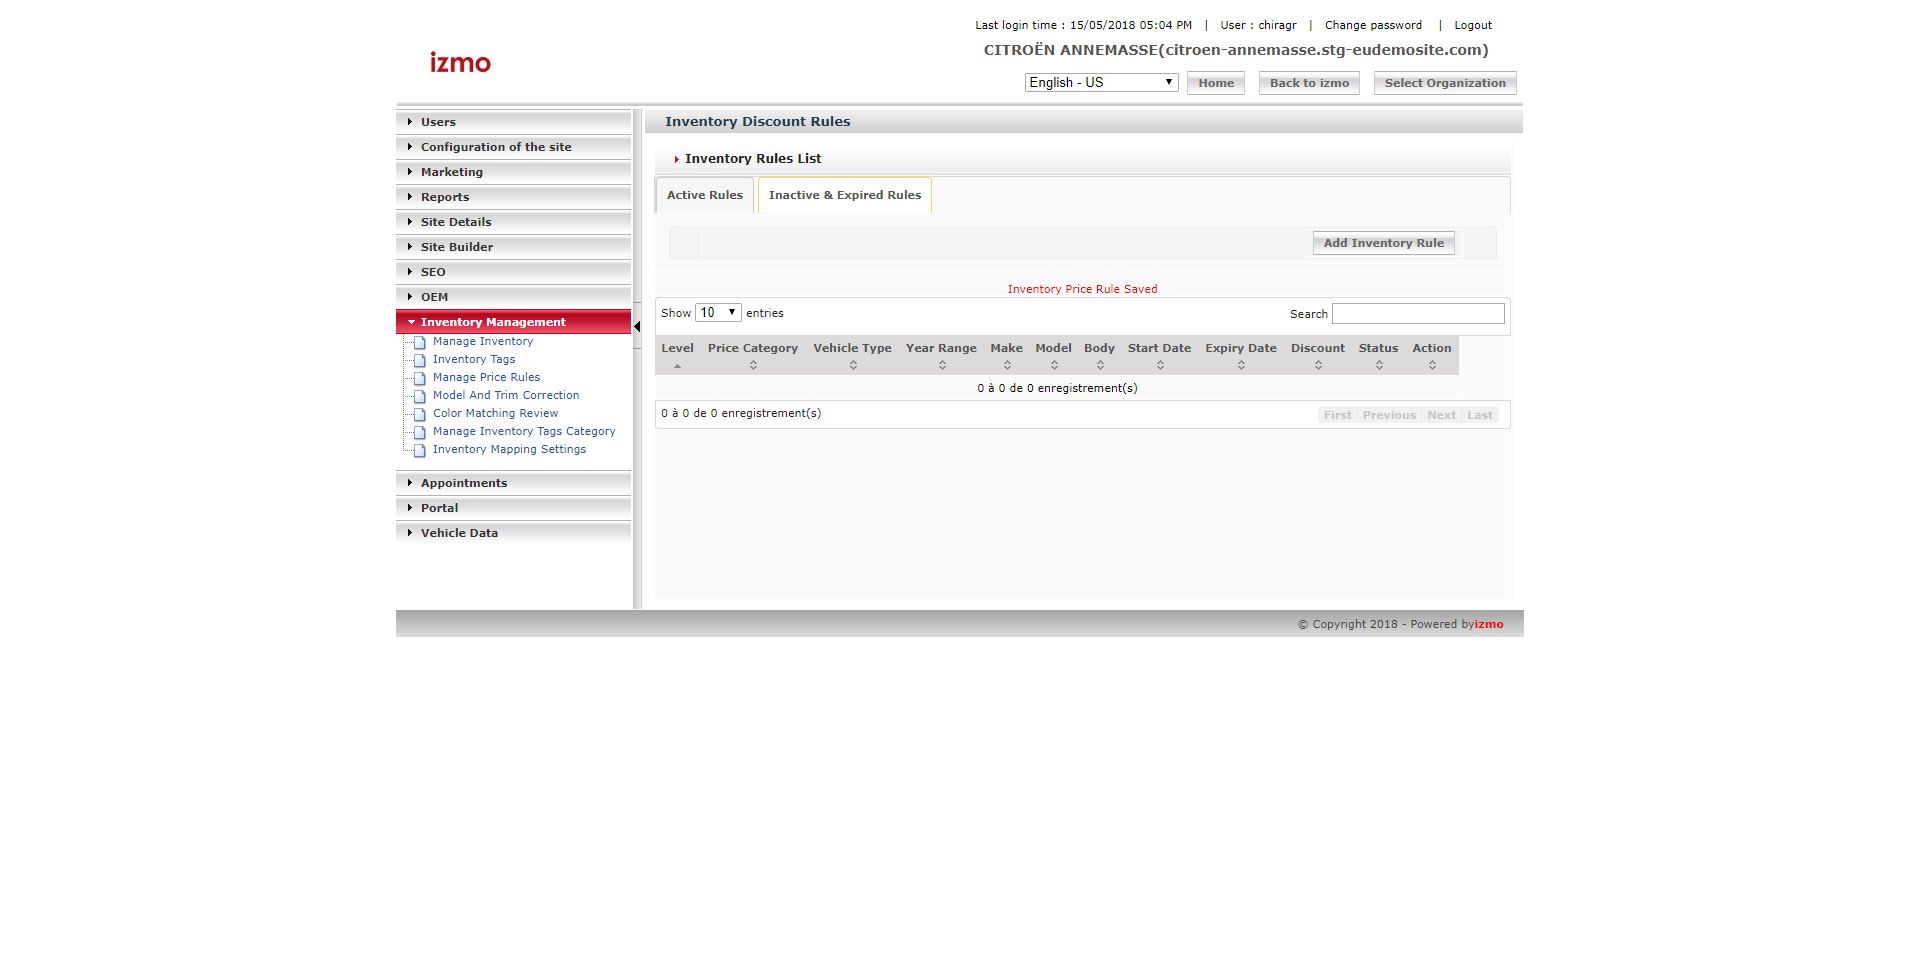 Last login time : 15/05/2018 05:04 PM | User : chiragr | Change password | Logout
izmo
CITROËN ANNEMASSE(citroen-annemasse.stg-eudemosite.com)
English - US Home Back to izmo Select Organization
Users
Configuration of the site
Marketing
Reports
Site Details
Site Builder
SEO
OEM
Inventory Management
Manage Inventory
Inventory Tags
Manage Price Rules
Model And Trim Correction
Color Matching Review
Manage Inventory Tags Category
Inventory Mapping Settings
Appointments
Portal
Vehicle Data
Inventory Discount Rules
Inventory Rules List
Active Rules Inactive & Expired Rules
Add Inventory Rule
Inventory Price Rule Saved
Show 10 entries Search
Level Price Category Vehicle Type Year Range Make Model Body Start Date Expiry Date Discount Status Action
0 à 0 de 0 enregistrement(s)
0 à 0 de 0 enregistrement(s) First Previous Next Last
© Copyright 2018 - Powered byizmo